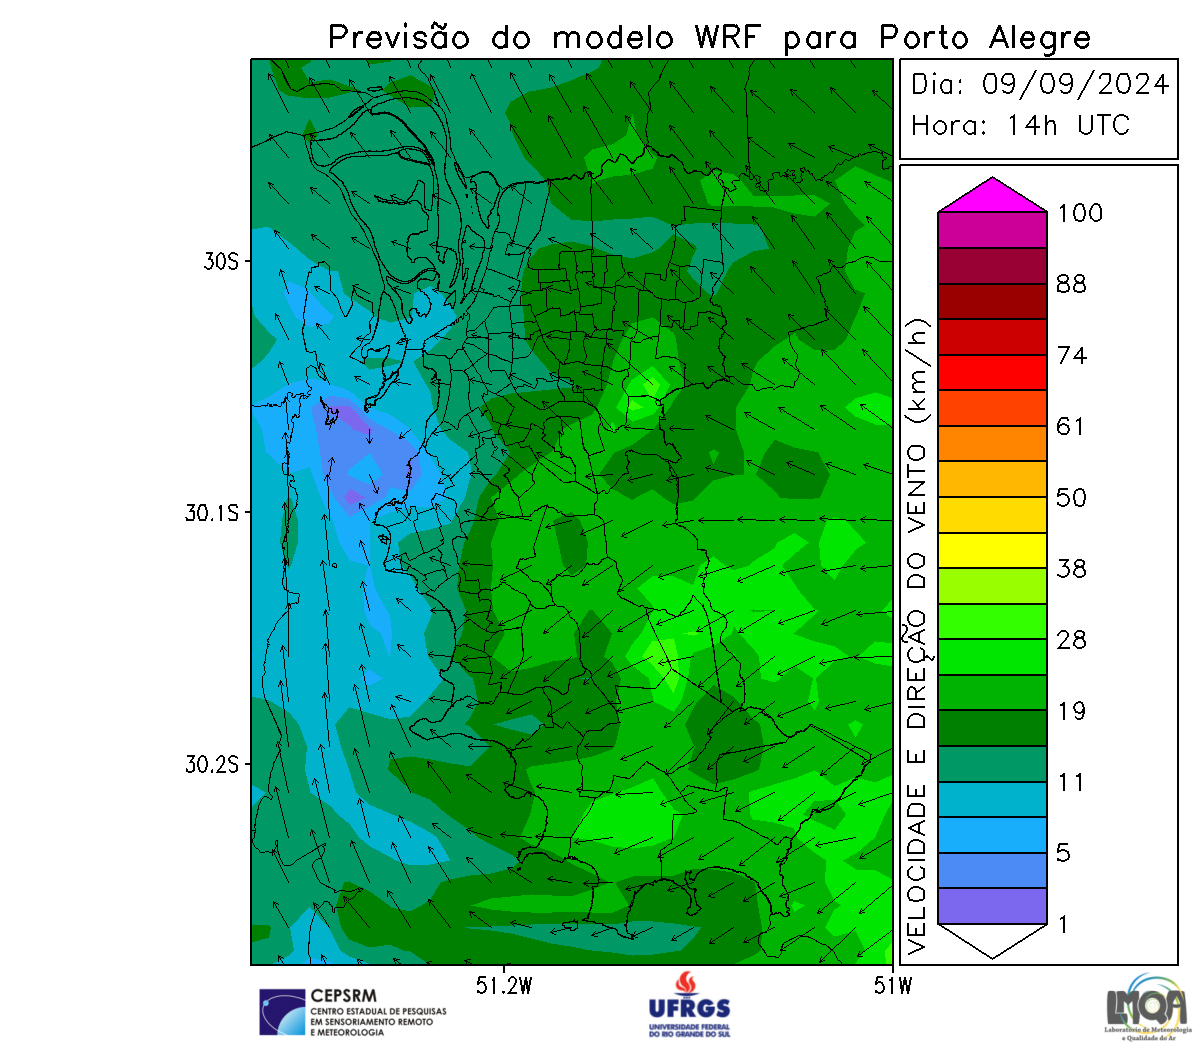 Previsão do modelo WRF para Porto Alegre
Dia: 09/09/2024
Hora: 14h UTC
30S
30.1S
30.2S
51.2W
51W
VELOCIDADE E DIREÇÃO DO VENTO (km/h)
100
88
74
61
50
38
28
19
11
5
1
CEPSRM
CENTRO ESTADUAL DE PESQUISAS
EM SENSORIAMENTO REMOTO
E METEOROLOGIA
UFRGS
UNIVERSIDADE FEDERAL
DO RIO GRANDE DO SUL
LMQA
Laboratório de Meteorologia
e Qualidade do Ar